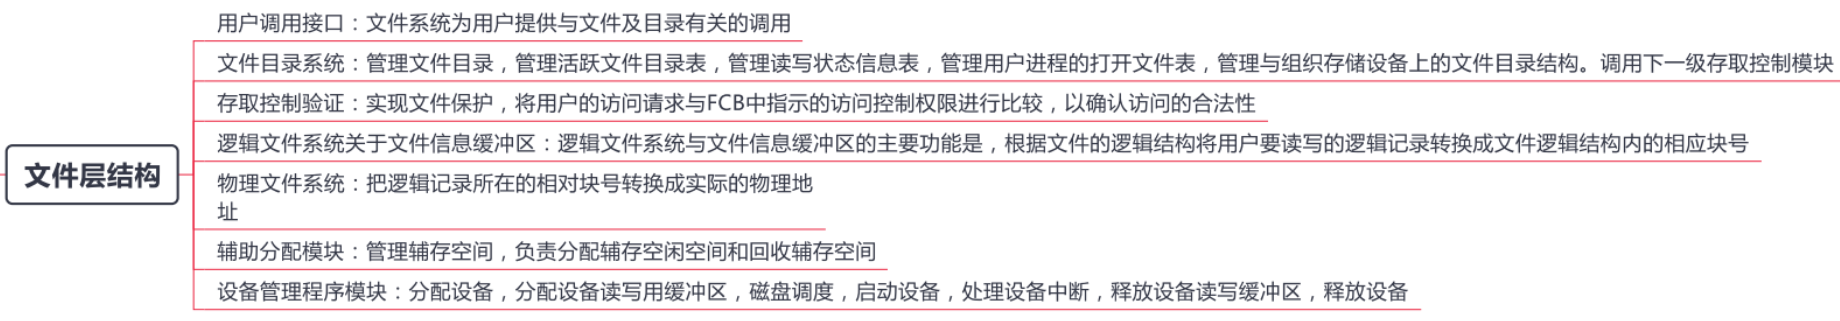 用户调用接口：文件系统为用户提供与文件及目录有关的调用
文件目录系统：管理文件目录，管理活跃文件目录表，管理读写状态信息表，管理用户进程的打开文件表，管理与组织存储设备上的文件目录结构。调用下一级存取控制模块
存取控制验证：实现文件保护，将用户的访问请求与FCB中指示的访问控制权限进行比较，以确认访问的合法性
逻辑文件系统关于文件信息缓冲区：逻辑文件系统与文件信息缓冲区的主要功能是，根据文件的逻辑结构将用户要读写的逻辑记录转换成文件逻辑结构内的相应块号
文件层结构
物理文件系统：把逻辑记录所在的相对块号转换成实际的物理地
址
辅助分配模块：管理辅存空间，负责分配辅存空闲空间和回收辅存空间
设备管理程序模块：分配设备，分配设备读写用缓冲区，磁盘调度，启动设备，处理设备中断，释放设备读写缓冲区，释放设备